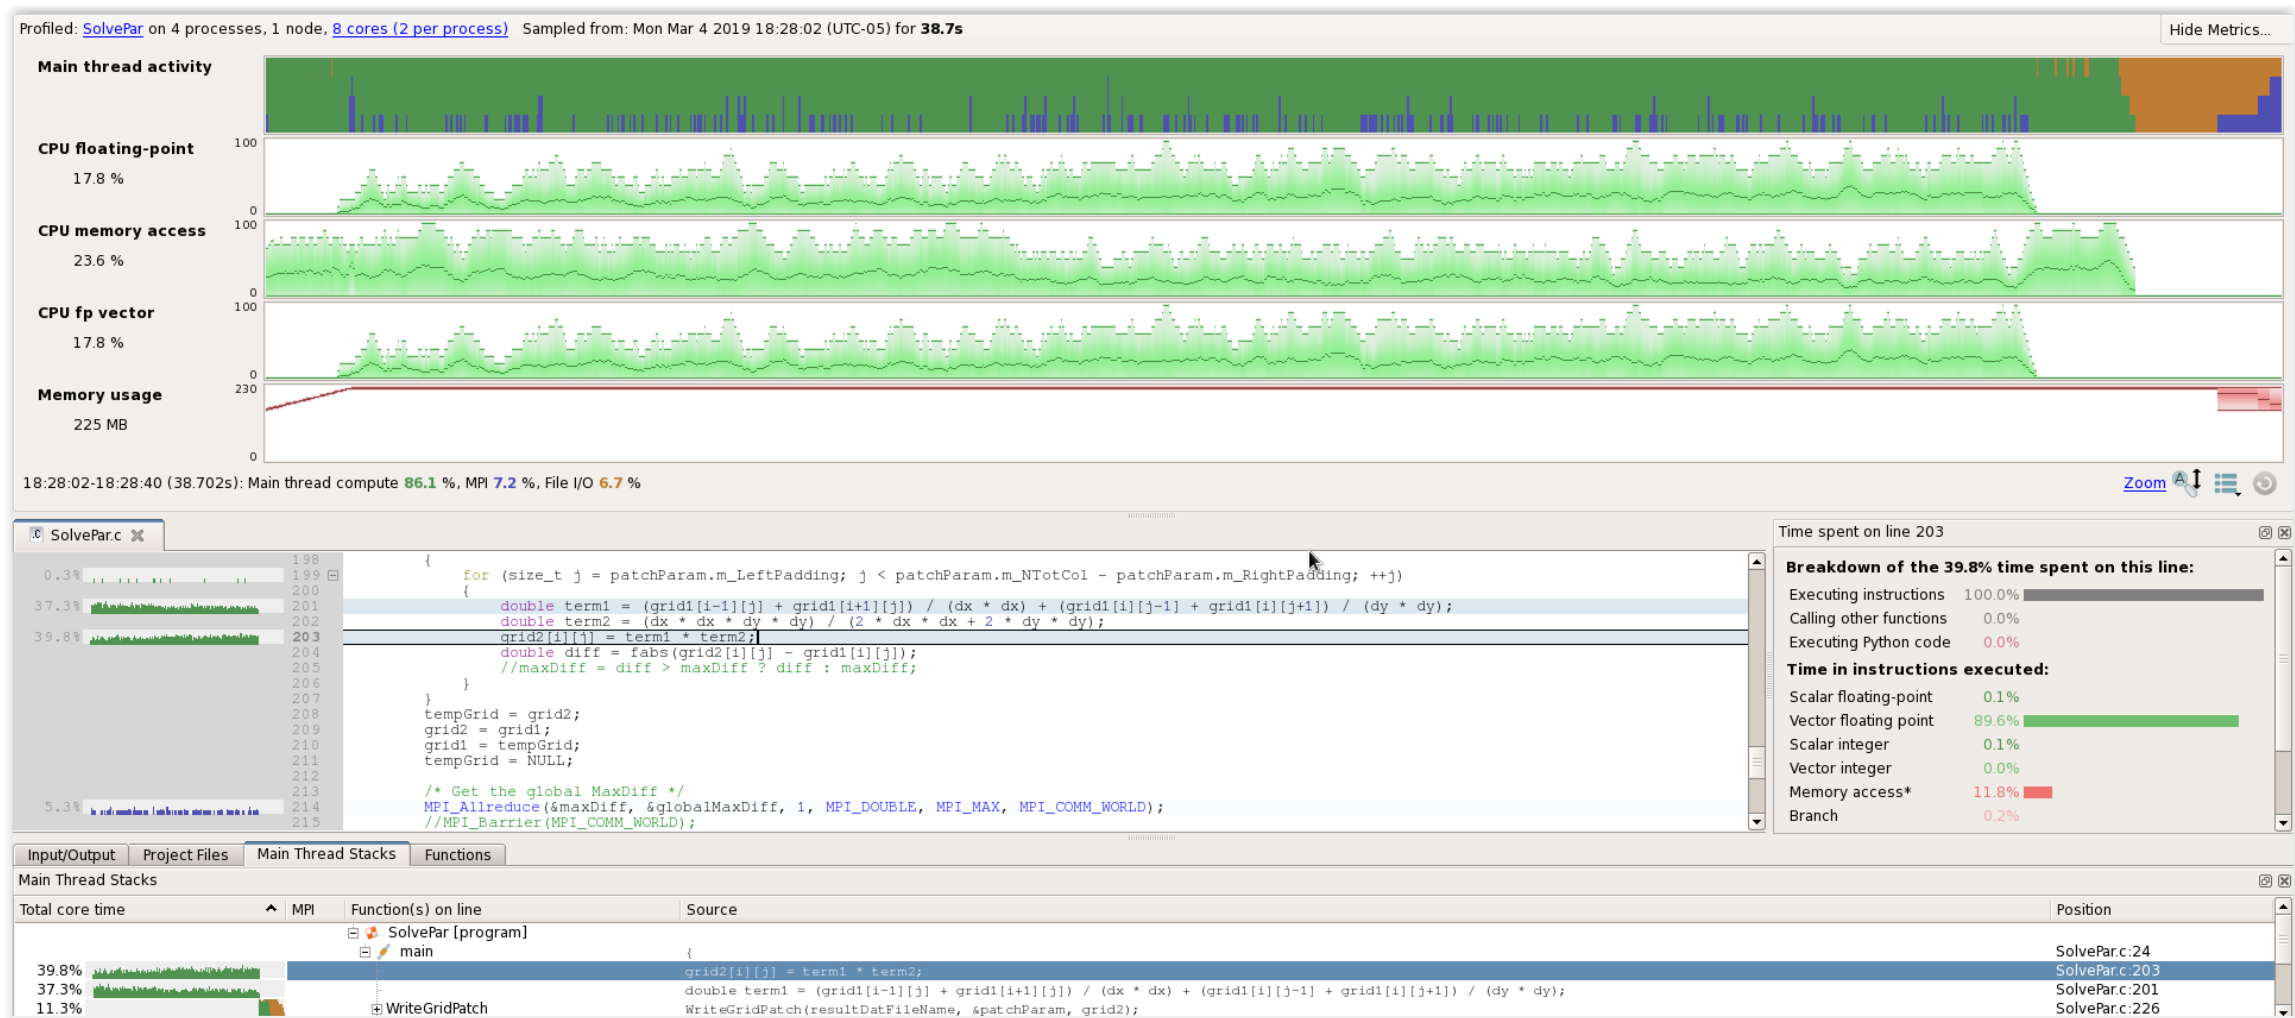 Profiled: SolvePar on 4 processes, 1 node, 8 cores (2 per process) Sampled from: Mon Mar 4 2019 18:28:02 (UTC-05) for 38.7s
Hide Metrics...
Main thread activity
CPU floating-point 100
17.8 %
0
CPU memory access 100
23.6 %
0
CPU fp vector 100
17.8 %
0
Memory usage 230
225 MB
0
18:28:02-18:28:40 (38.702s): Main thread compute 86.1 %, MPI 7.2 %, File I/O 6.7 %
Zoom
SolvePar.c
198 {
0.3% 199 for (size_t j = patchParam.m_LeftPadding; j < patchParam.m_NTotCol - patchParam.m_RightPadding; ++j)
200 {
37.3% 201 double term1 = (grid1[i-1][j] + grid1[i+1][j]) / (dx * dx) + (grid1[i][j-1] + grid1[i][j+1]) / (dy * dy);
202 double term2 = (dx * dx * dy * dy) / (2 * dx * dx + 2 * dy * dy);
39.8% 203 grid2[i][j] = term1 * term2;
204 double diff = fabs(grid2[i][j] - grid1[i][j]);
205 //maxDiff = diff > maxDiff ? diff : maxDiff;
206 }
207 }
208 tempGrid = grid2;
209 grid2 = grid1;
210 grid1 = tempGrid;
211 tempGrid = NULL;
212
213 /* Get the global MaxDiff */
5.3% 214 MPI_Allreduce(&maxDiff, &globalMaxDiff, 1, MPI_DOUBLE, MPI_MAX, MPI_COMM_WORLD);
215 //MPI_Barrier(MPI_COMM_WORLD);
Time spent on line 203
Breakdown of the 39.8% time spent on this line:
Executing instructions 100.0%
Calling other functions 0.0%
Executing Python code 0.0%
Time in instructions executed:
Scalar floating-point 0.1%
Vector floating point 89.6%
Scalar integer 0.1%
Vector integer 0.0%
Memory access* 11.8%
Branch 0.2%
Input/Output Project Files Main Thread Stacks Functions
Main Thread Stacks
Total core time MPI Function(s) on line Source Position
SolvePar [program]
main { SolvePar.c:24
39.8% grid2[i][j] = term1 * term2; SolvePar.c:203
37.3% double term1 = (grid1[i-1][j] + grid1[i+1][j]) / (dx * dx) + (grid1[i][j-1] + grid1[i][j+1]) / (dy * dy); SolvePar.c:201
11.3% WriteGridPatch WriteGridPatch(resultDatFileName, &patchParam, grid2); SolvePar.c:226